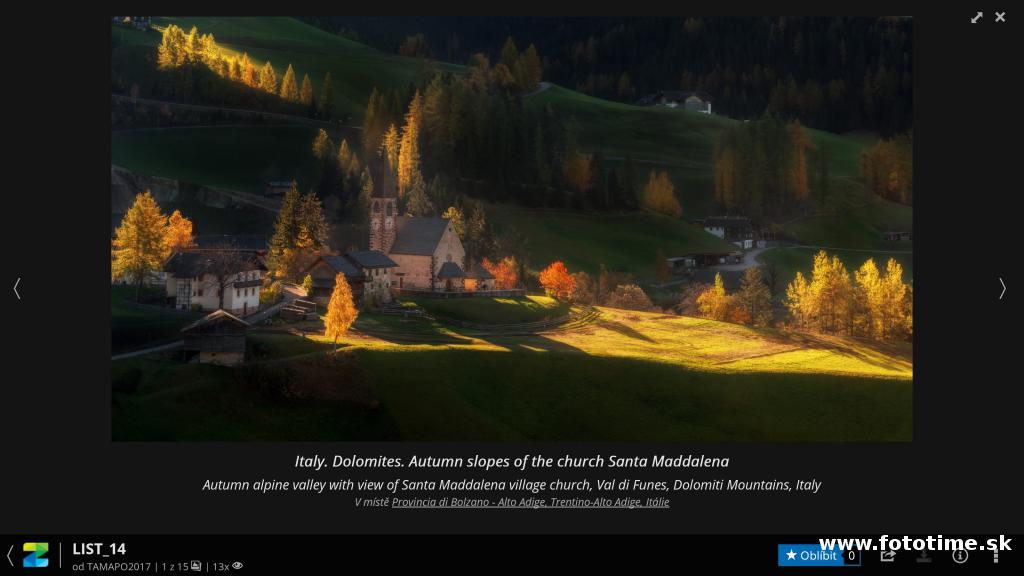 Italy. Dolomites. Autumn slopes of the church Santa Maddalena
Autumn alpine valley with view of Santa Maddalena village church, Val di Funes, Dolomiti Mountains, Italy
V místě Provincia di Bolzano - Alto Adige, Trentino-Alto Adige, Itálie
LIST_14
od TAMAPO2017 | 1 z 15 | 13x
Oblíbit 0
www.fototime.sk